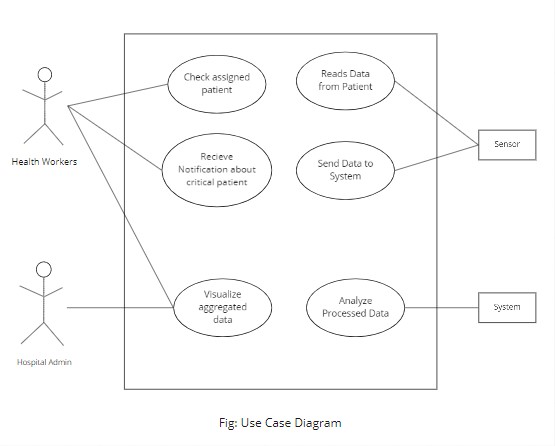 Check assigned
patient
Reads Data
from Patient
Health Workers
Recieve
Notification about
critical patient
Send Data to
System
Sensor
Visualize
aggregated
data
Analyze
Processed Data
System
Hospital Admin
Fig: Use Case Diagram